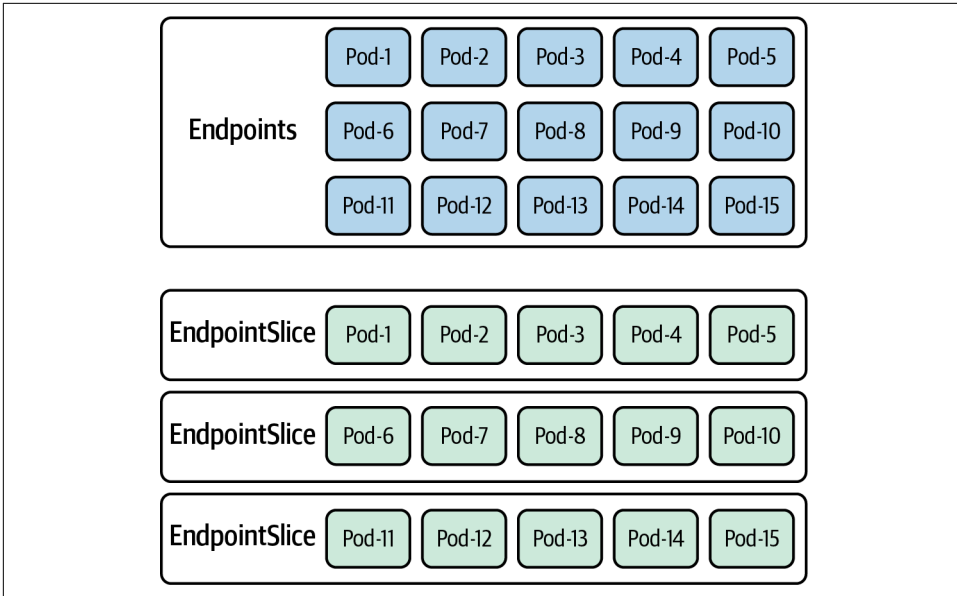 Pod-1 Pod-2 Pod-3 Pod-4 Pod-5
Endpoints Pod-6 Pod-7 Pod-8 Pod-9 Pod-10
Pod-11 Pod-12 Pod-13 Pod-14 Pod-15
EndpointSlice Pod-1 Pod-2 Pod-3 Pod-4 Pod-5
EndpointSlice Pod-6 Pod-7 Pod-8 Pod-9 Pod-10
EndpointSlice Pod-11 Pod-12 Pod-13 Pod-14 Pod-15